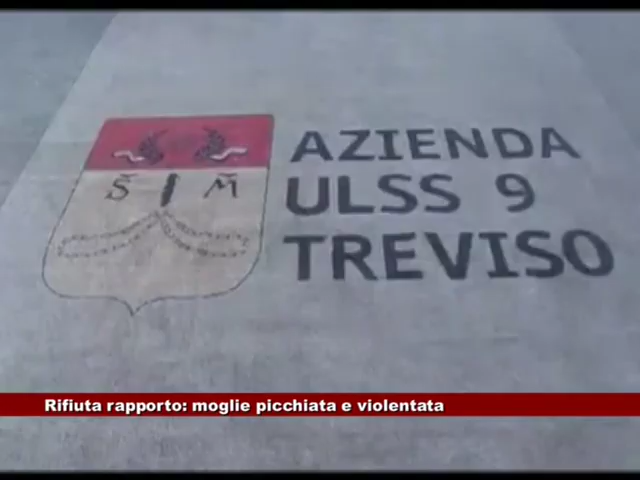 Š M̌
AZIENDA
ULSS 9
TREVISO
Rifiuta rapporto: moglie picchiata e violentata